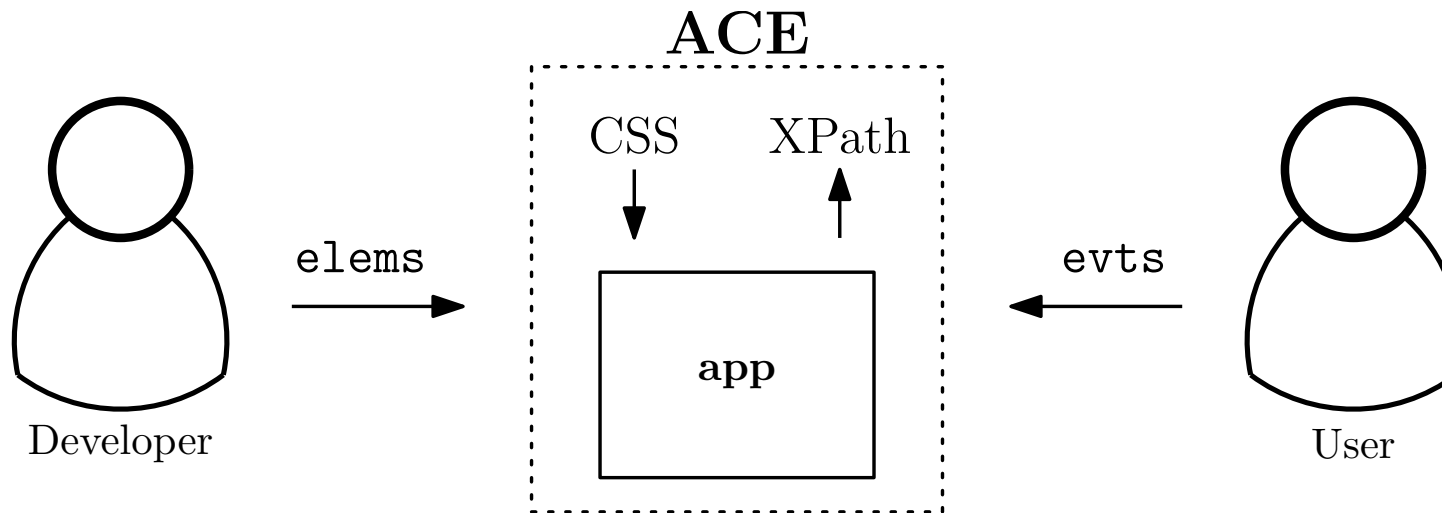 ACE
CSS XPath
elems
evts
app
Developer
User